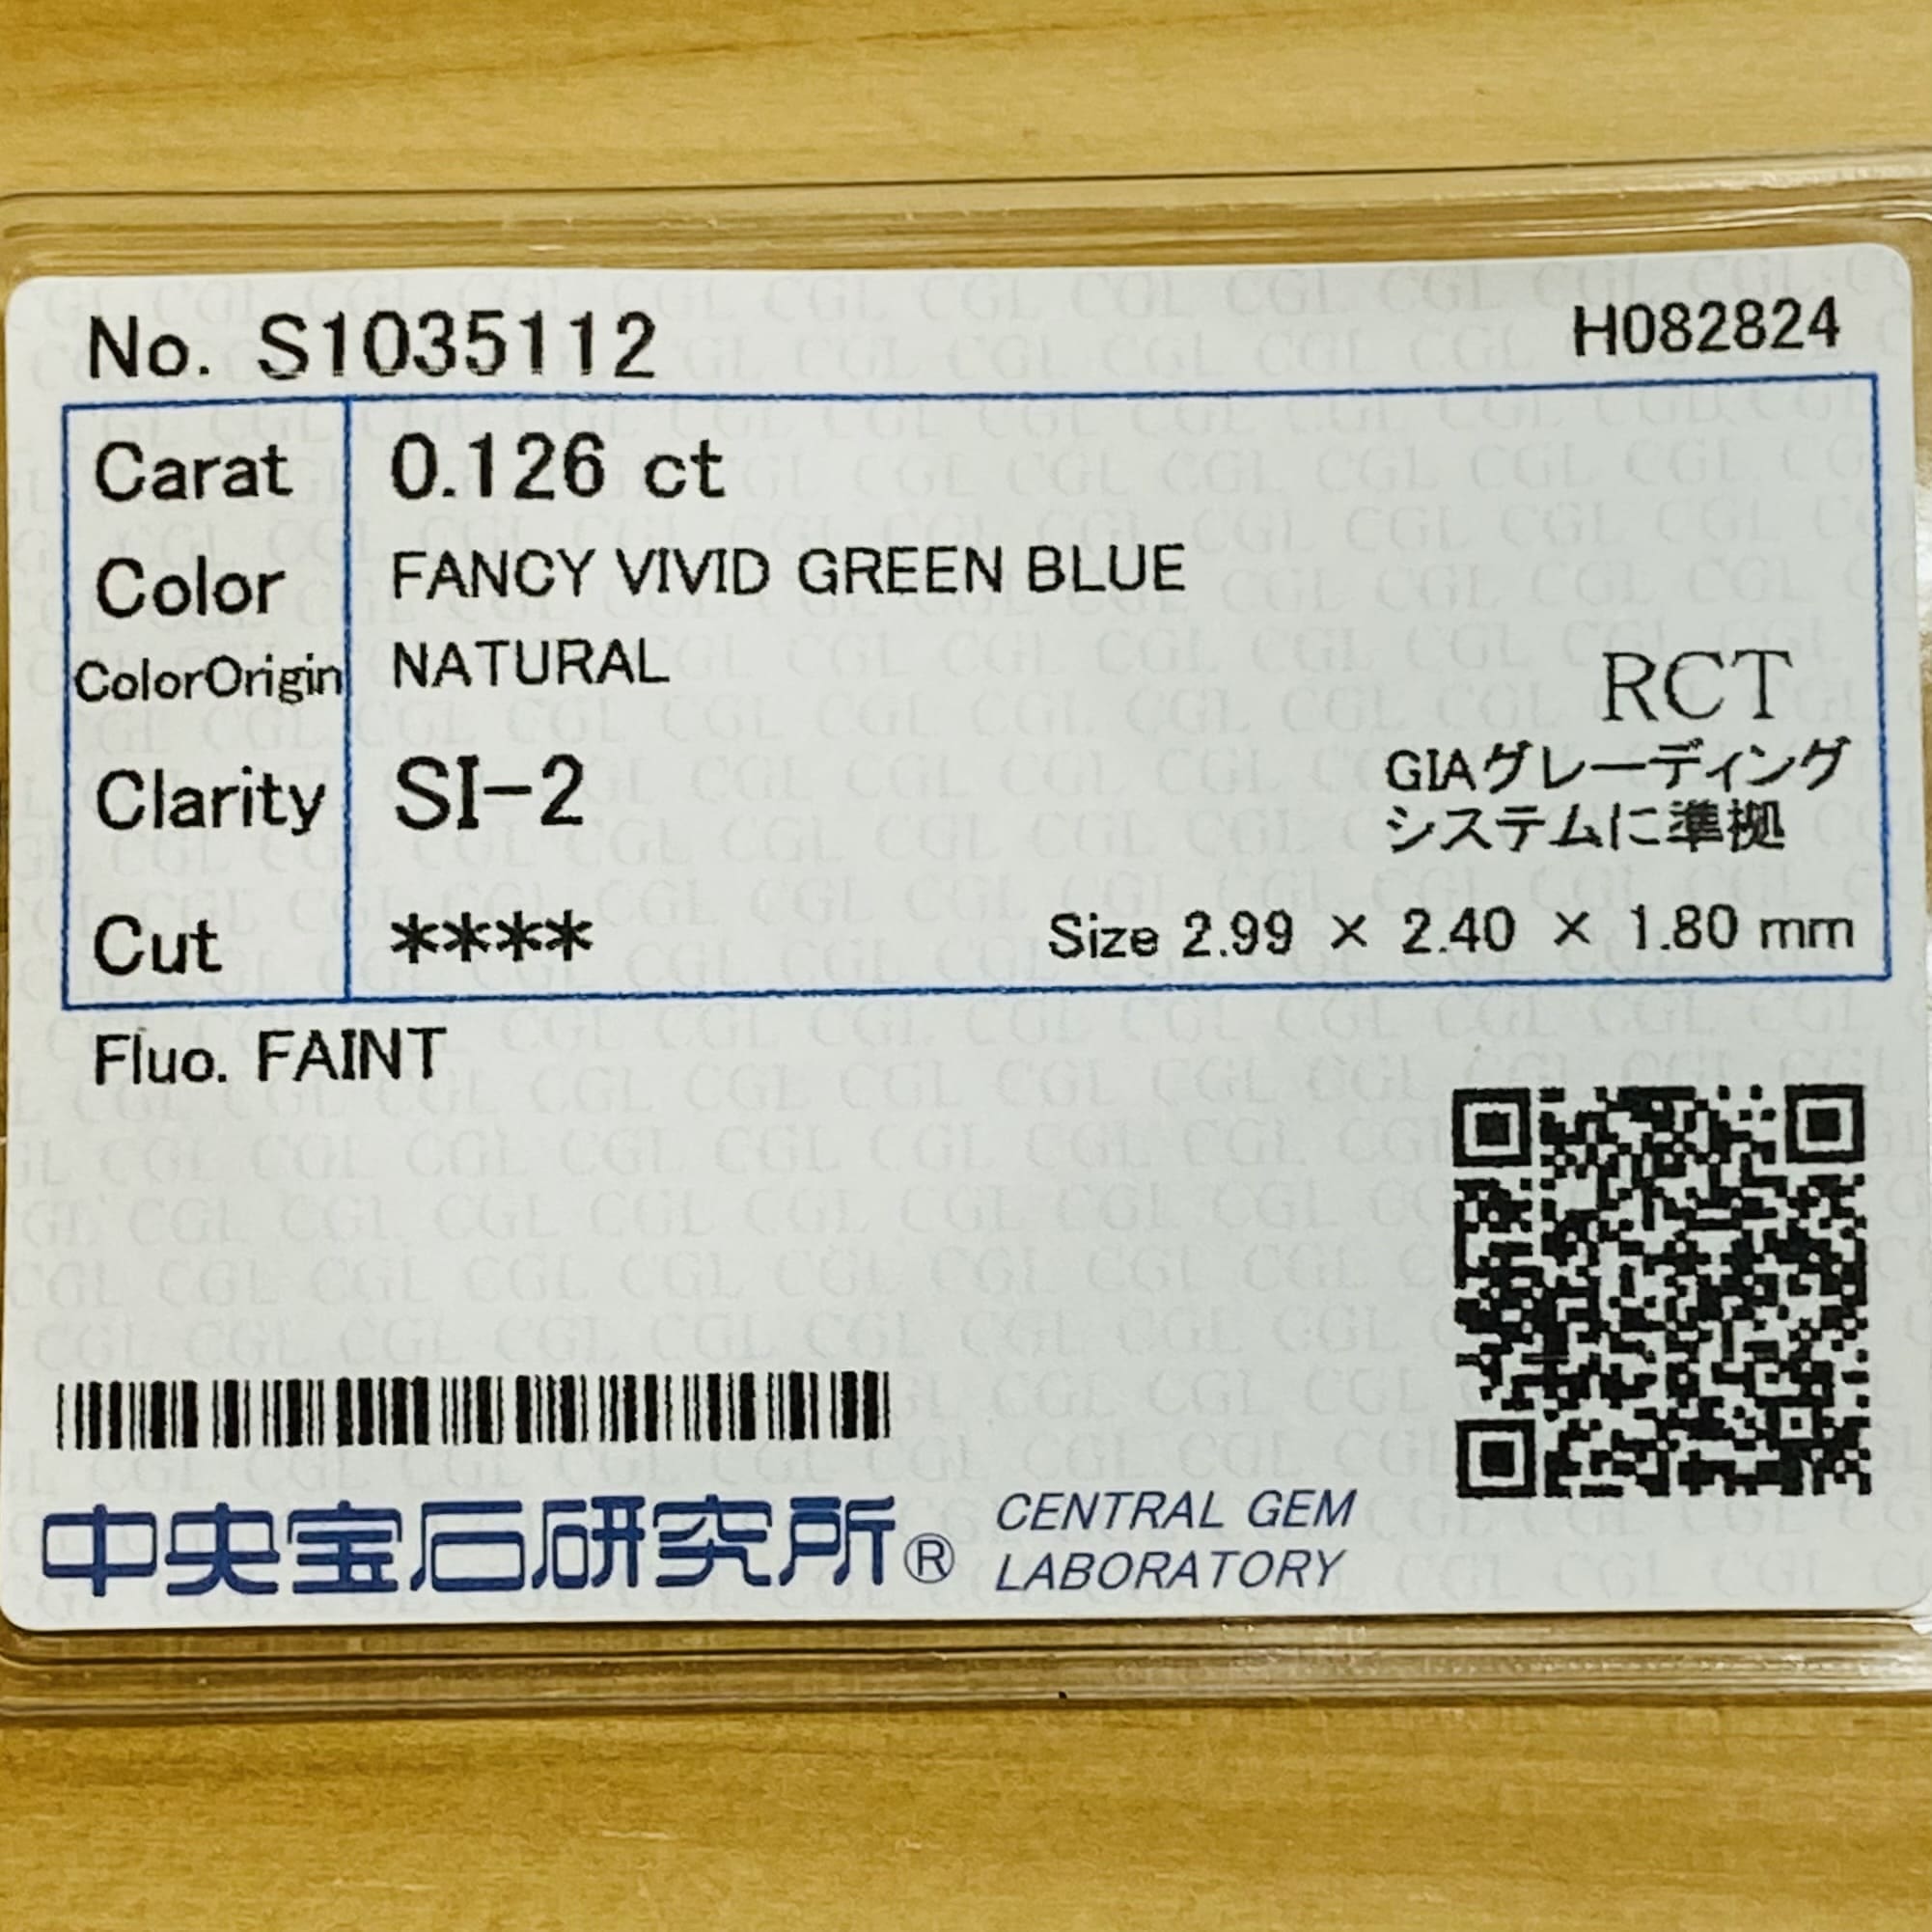 No. S1035112 H082824
Carat 0.126 ct
Color FANCY VIVID GREEN BLUE
ColorOrigin NATURAL
RCT
GIAグレーディング
システムに準拠
Clarity SI-2
Cut **** Size 2.99 × 2.40 × 1.80 mm
Fluo. FAINT
中央宝石研究所® CENTRAL GEM
LABORATORY